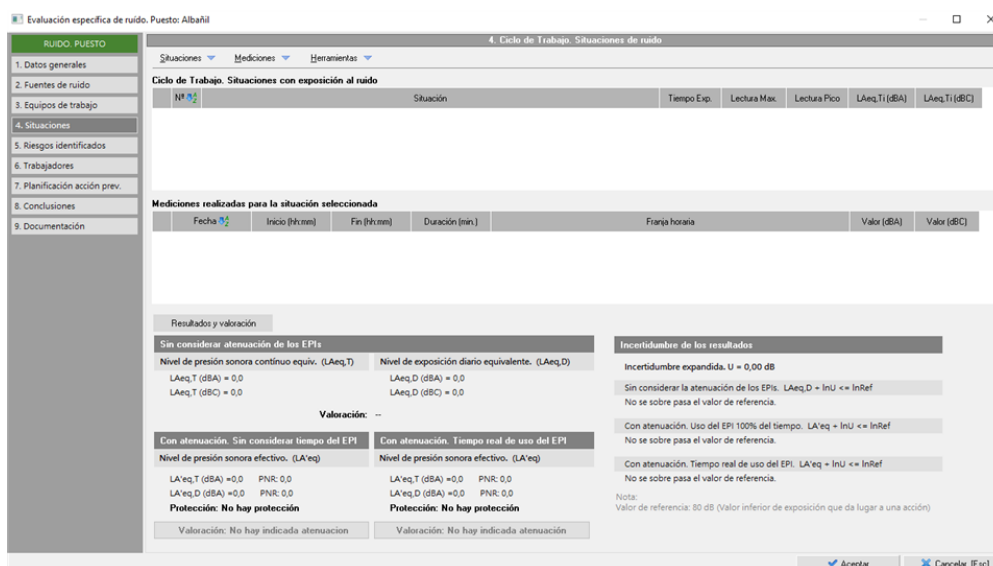 Evaluación específica de ruído. Puesto: Albañil
RUIDO. PUESTO
1. Datos generales
2. Fuentes de ruido
3. Equipos de trabajo
4. Situaciones
5. Riesgos identificados
6. Trabajadores
7. Planificación acción prev.
8. Conclusiones
9. Documentación
4. Ciclo de Trabajo. Situaciones de ruido
Situaciones Mediciones Herramientas
Ciclo de Trabajo. Situaciones con exposición al ruido
Nº Situación Tiempo Exp. Lectura Max. Lectura Pico LAeq,Ti (dBA) LAeq,Ti (dBC)
Mediciones realizadas para la situación seleccionada
Fecha Inicio (hh:mm) Fin (hh:mm) Duración (min.) Franja horaria Valor (dBA) Valor (dBC)
Resultados y valoración
Sin considerar atenuación de los EPIs
Nivel de presión sonora contínuo equiv. (LAeq,T) Nivel de exposición diario equivalente. (LAeq,D)
LAeq,T (dBA) = 0,0 LAeq,D (dBA) = 0,0
LAeq,T (dBC) = 0,0 LAeq,D (dBC) = 0,0
Valoración: --
Con atenuación. Sin considerar tiempo del EPI
Nivel de presión sonora efectivo. (LA'eq)
LA'eq,T (dBA) =0,0 PNR: 0,0
LA'eq,D (dBA) =0,0 PNR: 0,0
Protección: No hay protección
Valoración: No hay indicada atenuacion
Con atenuación. Tiempo real de uso del EPI
Nivel de presión sonora efectivo. (LA'eq)
LA'eq,T (dBA) =0,0 PNR: 0,0
LA'eq,D (dBA) =0,0 PNR: 0,0
Protección: No hay protección
Valoración: No hay indicada atenuación
Incertidumbre de los resultados
Incertidumbre expandida. U = 0,00 dB
Sin considerar la atenuación de los EPIs. LAeq,D + lnU <= lnRef
No se sobre pasa el valor de referencia.
Con atenuación. Uso del EPI 100% del tiempo. LA'eq + lnU <= lnRef
No se sobre pasa el valor de referencia.
Con atenuación. Tiempo real de uso del EPI. LA'eq + lnU <= lnRef
No se sobre pasa el valor de referencia.
Nota:
Valor de referencia: 80 dB (Valor inferior de exposición que da lugar a una acción)
Aceptar Cancelar [Esc]